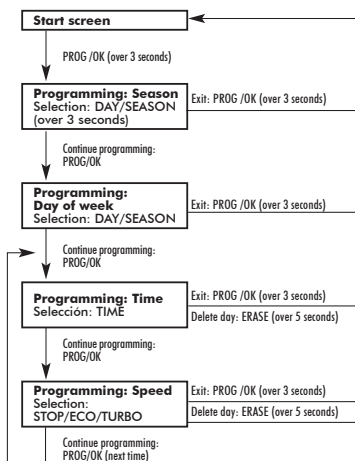 Start screen
PROG /OK (over 3 seconds)
Programming: Season
Selection: DAY/SEASON
(over 3 seconds)
Exit: PROG /OK (over 3 seconds)
Continue programming:
PROG/OK
Programming:
Day of week
Selection: DAY/SEASON
Exit: PROG /OK (over 3 seconds)
Continue programming:
PROG/OK
Programming: Time
Selección: TIME
Exit: PROG /OK (over 3 seconds)
Delete day: ERASE (over 5 seconds)
Continue programming:
PROG/OK
Programming: Speed
Selection:
STOP/ECO/TURBO
Exit: PROG /OK (over 3 seconds)
Delete day: ERASE (over 5 seconds)
Continue programming:
PROG/OK (next time)